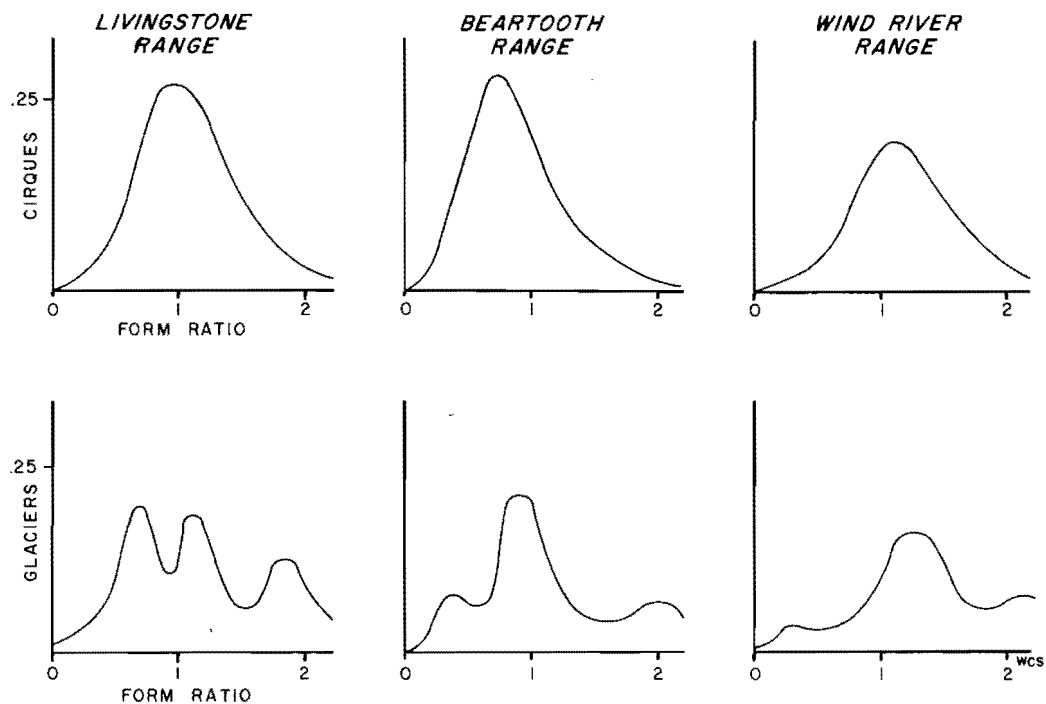 LIVINGSTONE
RANGE
BEARTOOTH
RANGE
WIND RIVER
RANGE
.25
CIRQUES
0 1 2
FORM RATIO
0 1 2
0 1 2
.25
GLACIERS
0 1 2
FORM RATIO
0 1 2
0 1 2 WCS